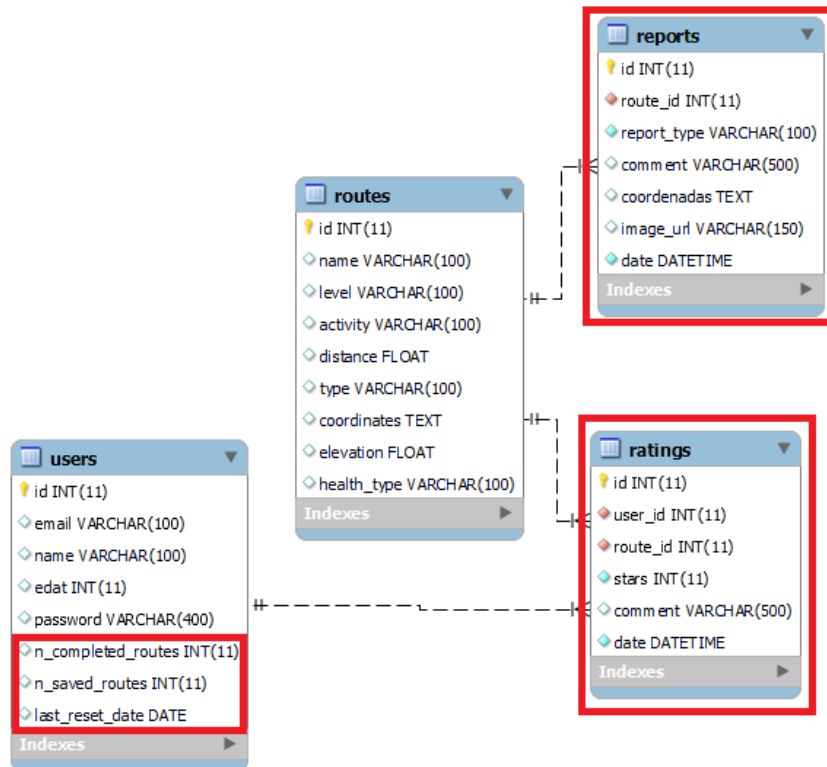 reports
id INT(11)
route_id INT(11)
report_type VARCHAR(100)
comment VARCHAR(500)
coordenadas TEXT
image_url VARCHAR(150)
date DATETIME
Indexes
routes
id INT(11)
name VARCHAR(100)
level VARCHAR(100)
activity VARCHAR(100)
distance FLOAT
type VARCHAR(100)
coordinates TEXT
elevation FLOAT
health_type VARCHAR(100)
Indexes
ratings
id INT(11)
user_id INT(11)
route_id INT(11)
stars INT(11)
comment VARCHAR(500)
date DATETIME
Indexes
users
id INT(11)
email VARCHAR(100)
name VARCHAR(100)
edat INT(11)
password VARCHAR(400)
n_completed_routes INT(11)
n_saved_routes INT(11)
last_reset_date DATE
Indexes